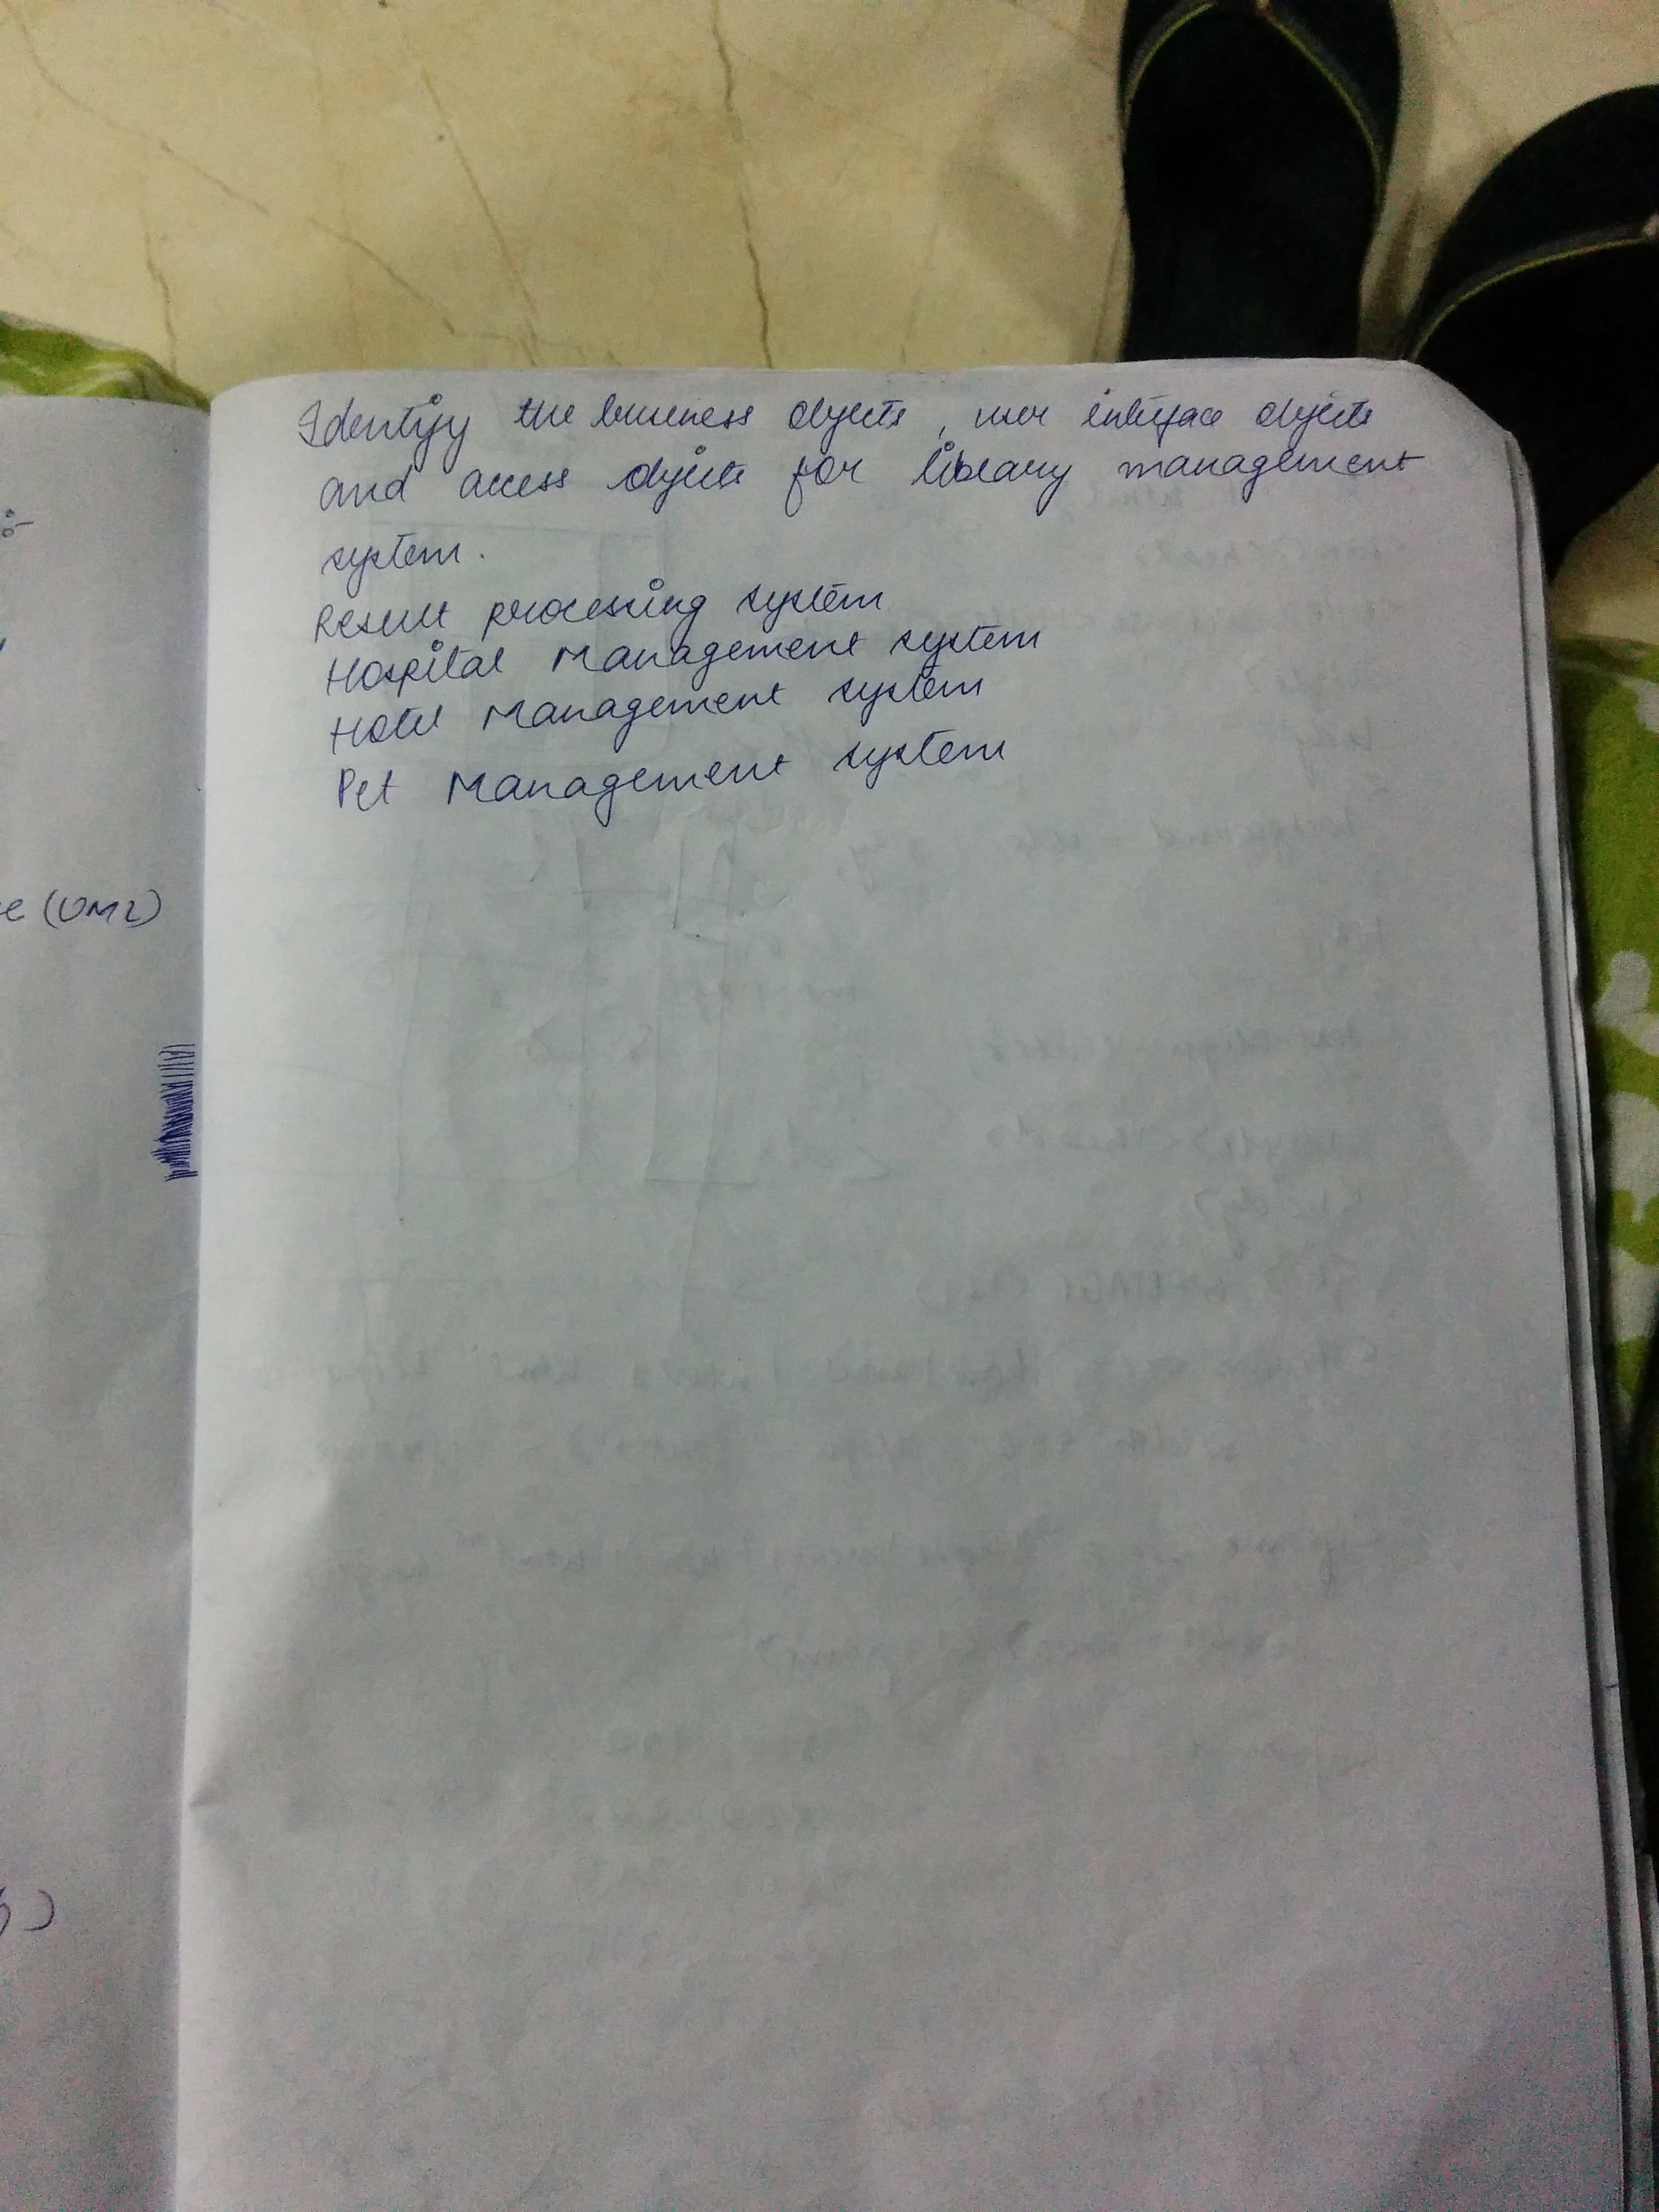 Identify the business objects, user interface objects
and access objects for library management
system.
Result processing system
Hospital Management system
Hotel Management system
Pet Management system
(UML)